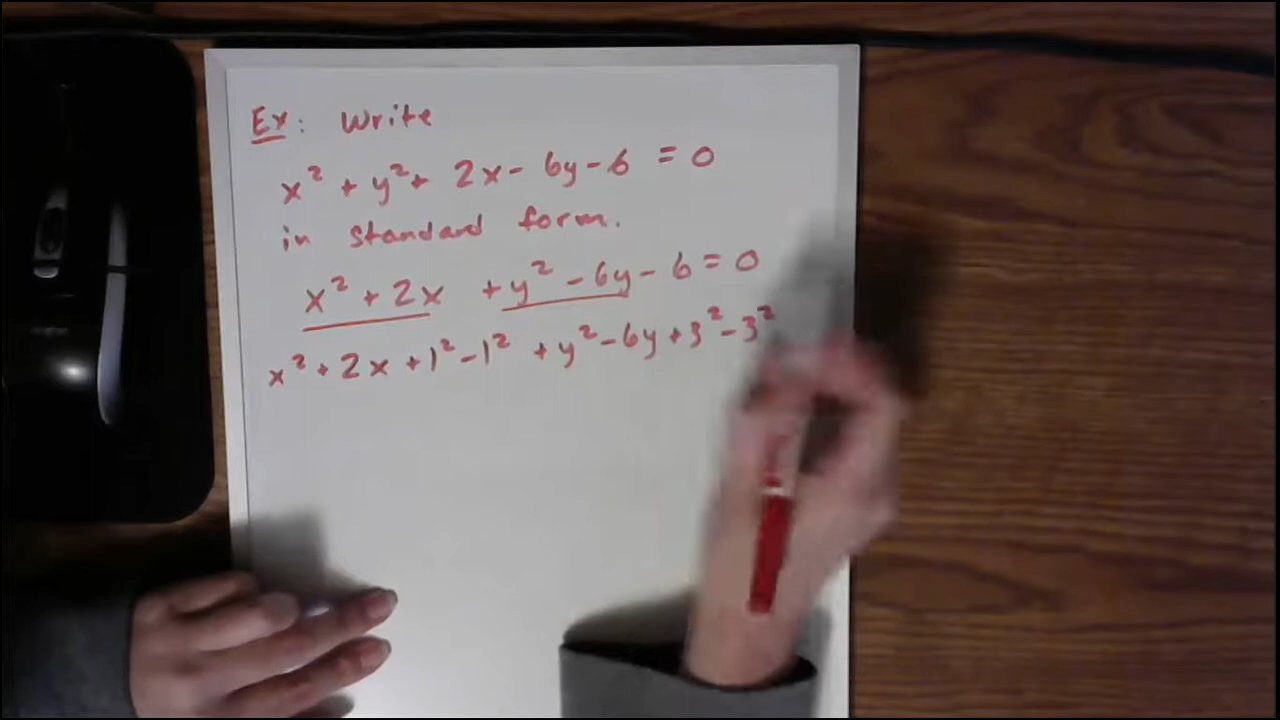 Ex: Write
x² + y² + 2x - 6y - 6 = 0
in standard form.
x² + 2x + y² - 6y - 6 = 0
x² + 2x + 1² - 1² + y² - 6y + 3² - 3²